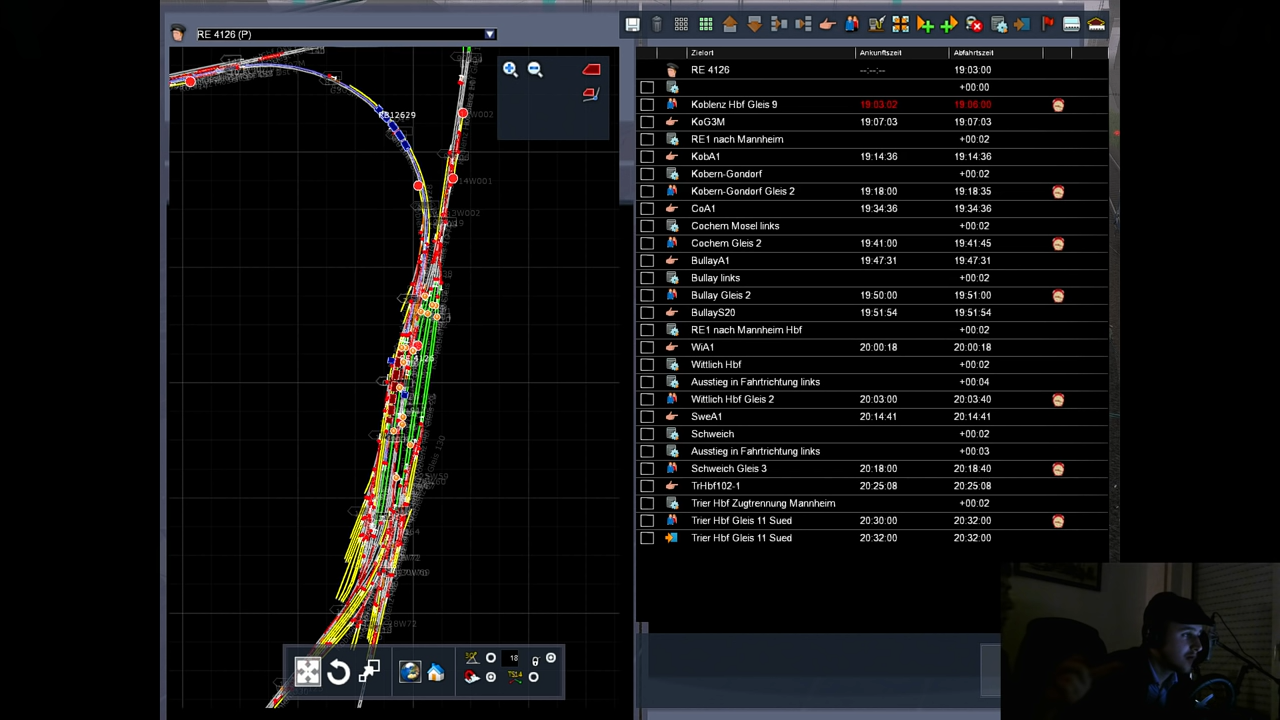 RE 4126 (P)
RB12629
W002
14W001
W002
Gleis 130
BW72
18
TS14
Zielort Ankunftszeit Abfahrtszeit
RE 4126 --:--:-- 19:03:00
+00:00
Koblenz Hbf Gleis 9 19:03:02 19:06:00
KoG3M 19:07:03 19:07:03
RE1 nach Mannheim +00:02
KobA1 19:14:36 19:14:36
Kobern-Gondorf +00:02
Kobern-Gondorf Gleis 2 19:18:00 19:18:35
CoA1 19:34:36 19:34:36
Cochem Mosel links +00:02
Cochem Gleis 2 19:41:00 19:41:45
BullayA1 19:47:31 19:47:31
Bullay links +00:02
Bullay Gleis 2 19:50:00 19:51:00
BullayS20 19:51:54 19:51:54
RE1 nach Mannheim Hbf +00:02
WiA1 20:00:18 20:00:18
Wittlich Hbf +00:02
Ausstieg in Fahrtrichtung links +00:04
Wittlich Hbf Gleis 2 20:03:00 20:03:40
SweA1 20:14:41 20:14:41
Schweich +00:02
Ausstieg in Fahrtrichtung links +00:03
Schweich Gleis 3 20:18:00 20:18:40
TrHbf102-1 20:25:08 20:25:08
Trier Hbf Zugtrennung Mannheim +00:02
Trier Hbf Gleis 11 Sued 20:30:00 20:32:00
Trier Hbf Gleis 11 Sued 20:32:00 20:32:00